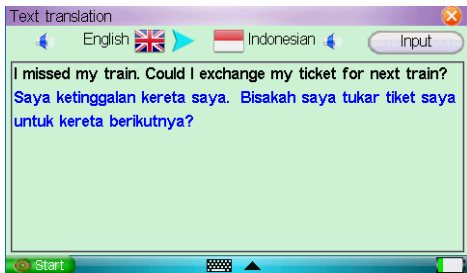 Text translation
English Indonesian Input
I missed my train. Could I exchange my ticket for next train?
Saya ketinggalan kereta saya. Bisakah saya tukar tiket saya
untuk kereta berikutnya?
Start